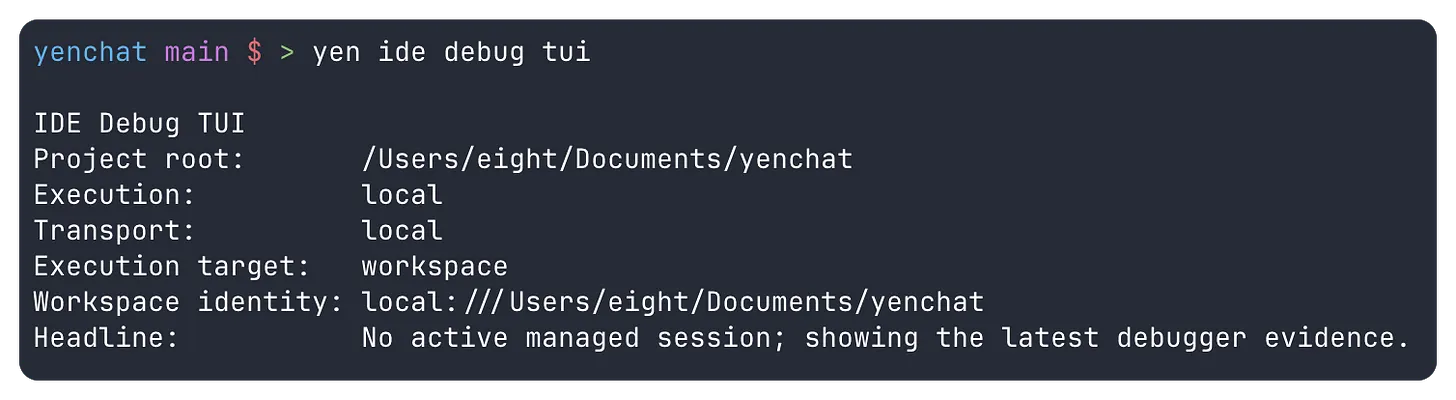 yenchat main $ > yen ide debug tui
IDE Debug TUI
Project root: /Users/eight/Documents/yenchat
Execution: local
Transport: local
Execution target: workspace
Workspace identity: local:///Users/eight/Documents/yenchat
Headline: No active managed session; showing the latest debugger evidence.